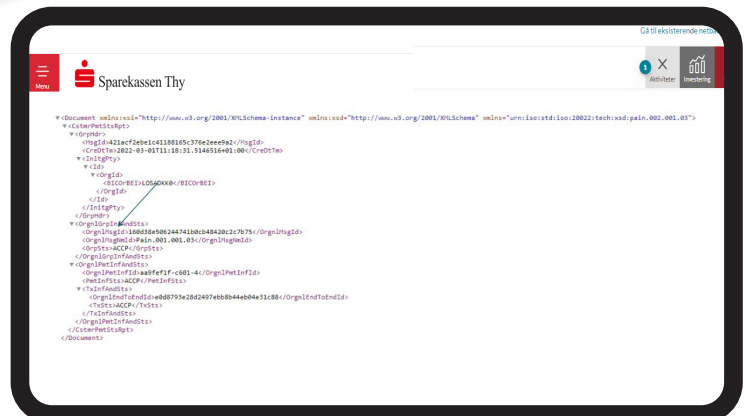 Gå til eksisterende netba
Menu
Sparekassen Thy
1
Aktiviteter
Investering
▼<Document xmlns:xsi="http://www.w3.org/2001/XMLSchema-instance" xmlns:xsd="http://www.w3.org/2001/XMLSchema" xmlns="urn:iso:std:iso:20022:tech:xsd:pain.002.001.03">
▼<CstmrPmtStsRpt>
▼<GrpHdr>
<MsgId>421acf2ebe1c41188165c376e2eee9a2</MsgId>
<CreDtTm>2022-03-01T11:18:31.5146516+01:00</CreDtTm>
▼<InitgPty>
▼<Id>
▼<OrgId>
<BICOrBEI>LOSADKK0</BICOrBEI>
</OrgId>
</Id>
</InitgPty>
</GrpHdr>
▼<OrgnlGrpInfAndSts>
<OrgnlMsgId>160d38e506244741b0cb48420c2c7b75</OrgnlMsgId>
<OrgnlMsgNmId>Pain.001.001.03</OrgnlMsgNmId>
<GrpSts>ACCP</GrpSts>
</OrgnlGrpInfAndSts>
▼<OrgnlPmtInfAndSts>
<OrgnlPmtInfId>aa9fef1f-c601-4</OrgnlPmtInfId>
<PmtInfSts>ACCP</PmtInfSts>
▼<TxInfAndSts>
<OrgnlEndToEndId>e0d8793e28d2497ebb8b44eb04e31c88</OrgnlEndToEndId>
<TxSts>ACCP</TxSts>
</TxInfAndSts>
</OrgnlPmtInfAndSts>
</CstmrPmtStsRpt>
</Document>